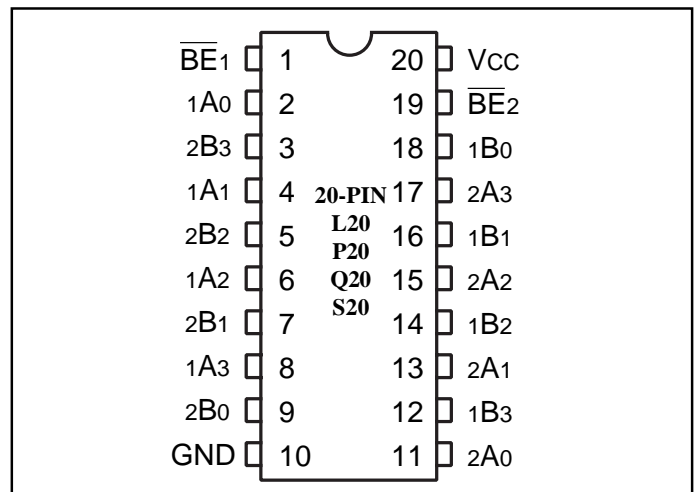 B̅E̅1 1 20 Vcc
1A0 2 19 B̅E̅2
2B3 3 18 1B0
1A1 4 20-PIN 17 2A3
2B2 5 L20 16 1B1
P20
1A2 6 Q20 15 2A2
S20
2B1 7 14 1B2
1A3 8 13 2A1
2B0 9 12 1B3
GND 10 11 2A0